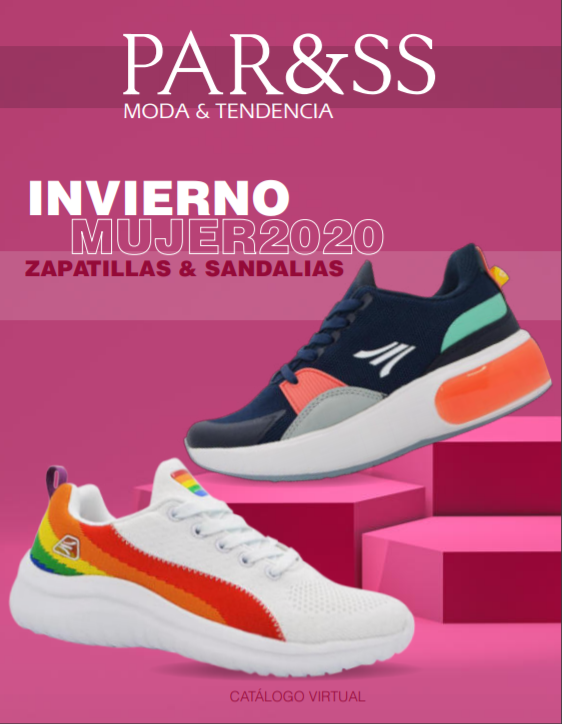 PAR&SS
MODA & TENDENCIA
INVIERNO
MUJER2020
ZAPATILLAS & SANDALIAS
CATÁLOGO VIRTUAL